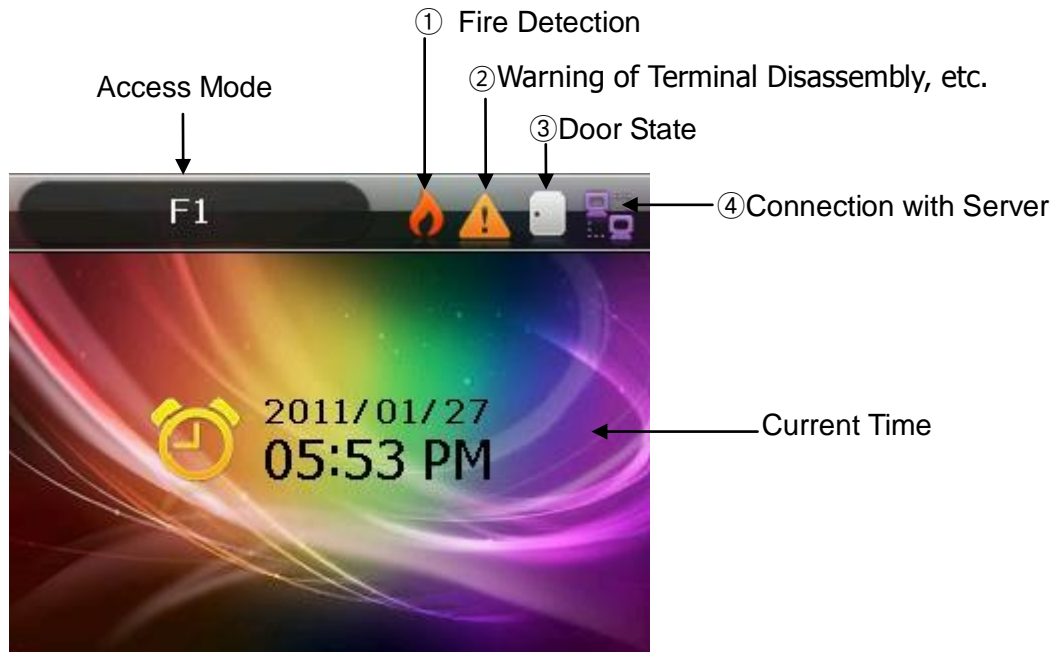 ① Fire Detection
②Warning of Terminal Disassembly, etc.
Access Mode
③Door State
F1
④Connection with Server
2011/01/27
05:53 PM
Current Time